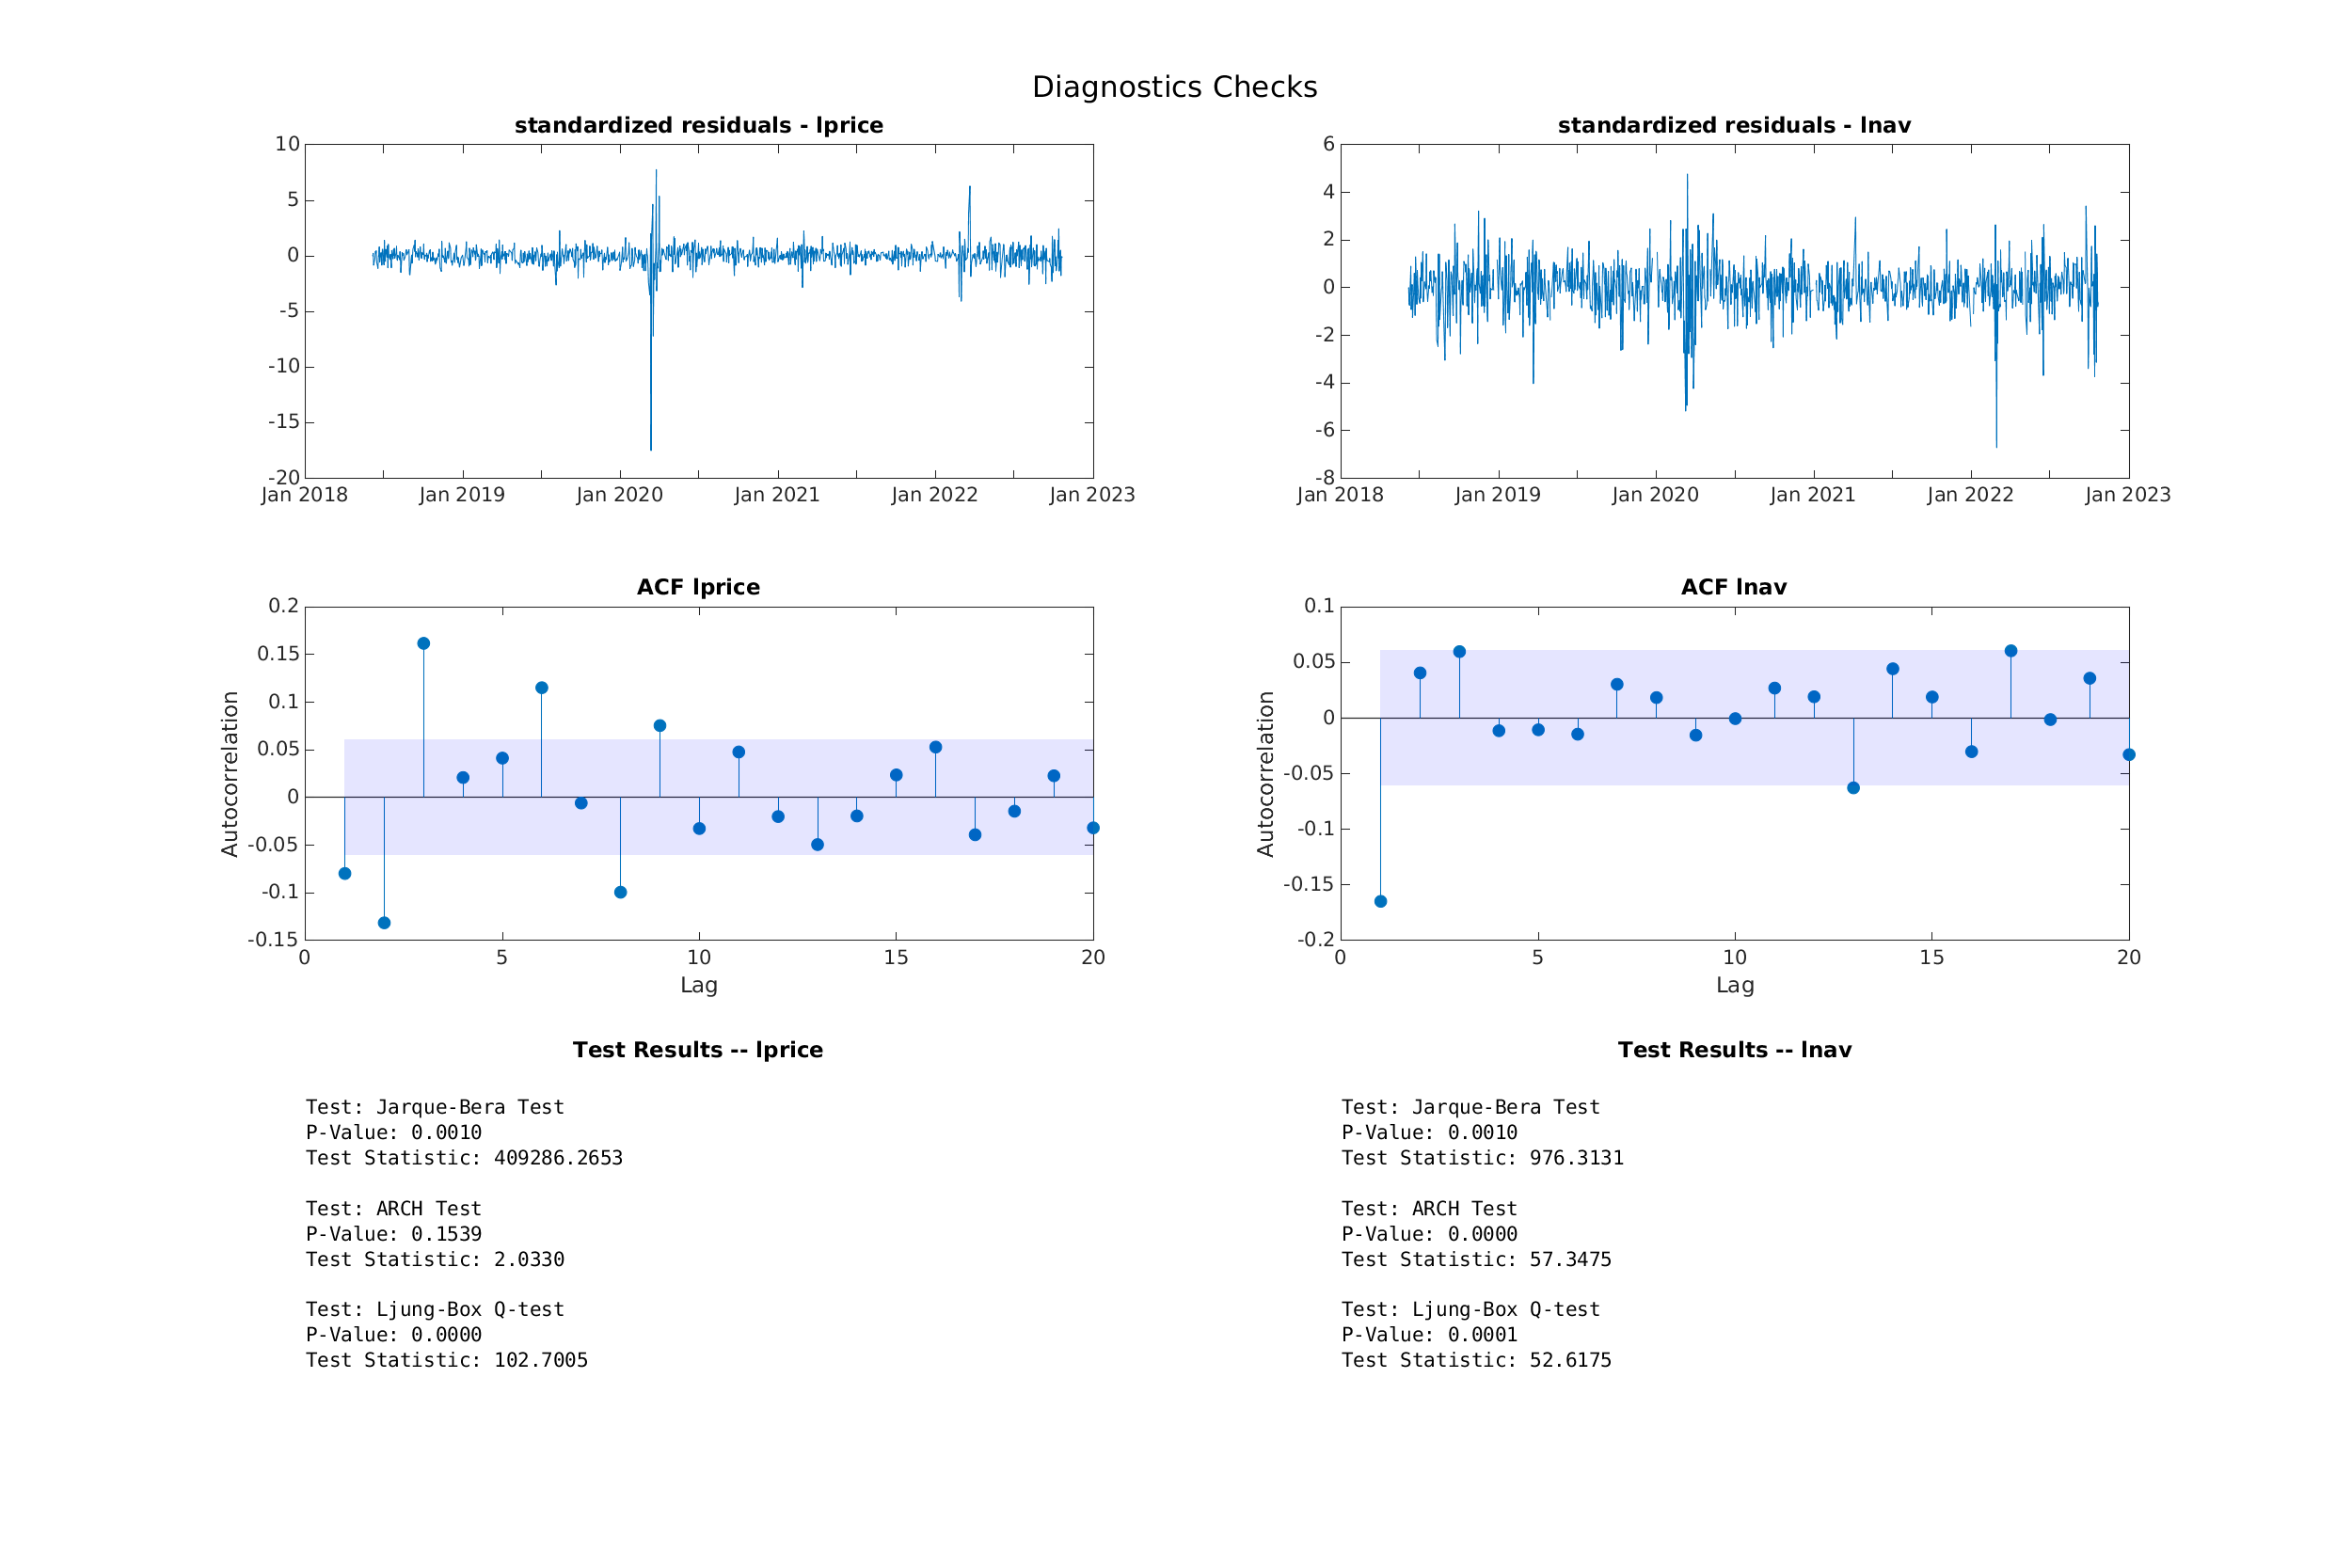 Diagnostics Checks
standardized residuals - lprice
10
5
0
-5
-10
-15
-20
Jan 2018 Jan 2019 Jan 2020 Jan 2021 Jan 2022 Jan 2023
standardized residuals - lnav
6
4
2
0
-2
-4
-6
-8
Jan 2018 Jan 2019 Jan 2020 Jan 2021 Jan 2022 Jan 2023
ACF lprice
Autocorrelation
0.2
0.15
0.1
0.05
0
-0.05
-0.1
-0.15
0 5 10 15 20
Lag
ACF lnav
Autocorrelation
0.1
0.05
0
-0.05
-0.1
-0.15
-0.2
0 5 10 15 20
Lag
Test Results -- lprice
Test: Jarque-Bera Test
P-Value: 0.0010
Test Statistic: 409286.2653
Test: ARCH Test
P-Value: 0.1539
Test Statistic: 2.0330
Test: Ljung-Box Q-test
P-Value: 0.0000
Test Statistic: 102.7005
Test Results -- lnav
Test: Jarque-Bera Test
P-Value: 0.0010
Test Statistic: 976.3131
Test: ARCH Test
P-Value: 0.0000
Test Statistic: 57.3475
Test: Ljung-Box Q-test
P-Value: 0.0001
Test Statistic: 52.6175